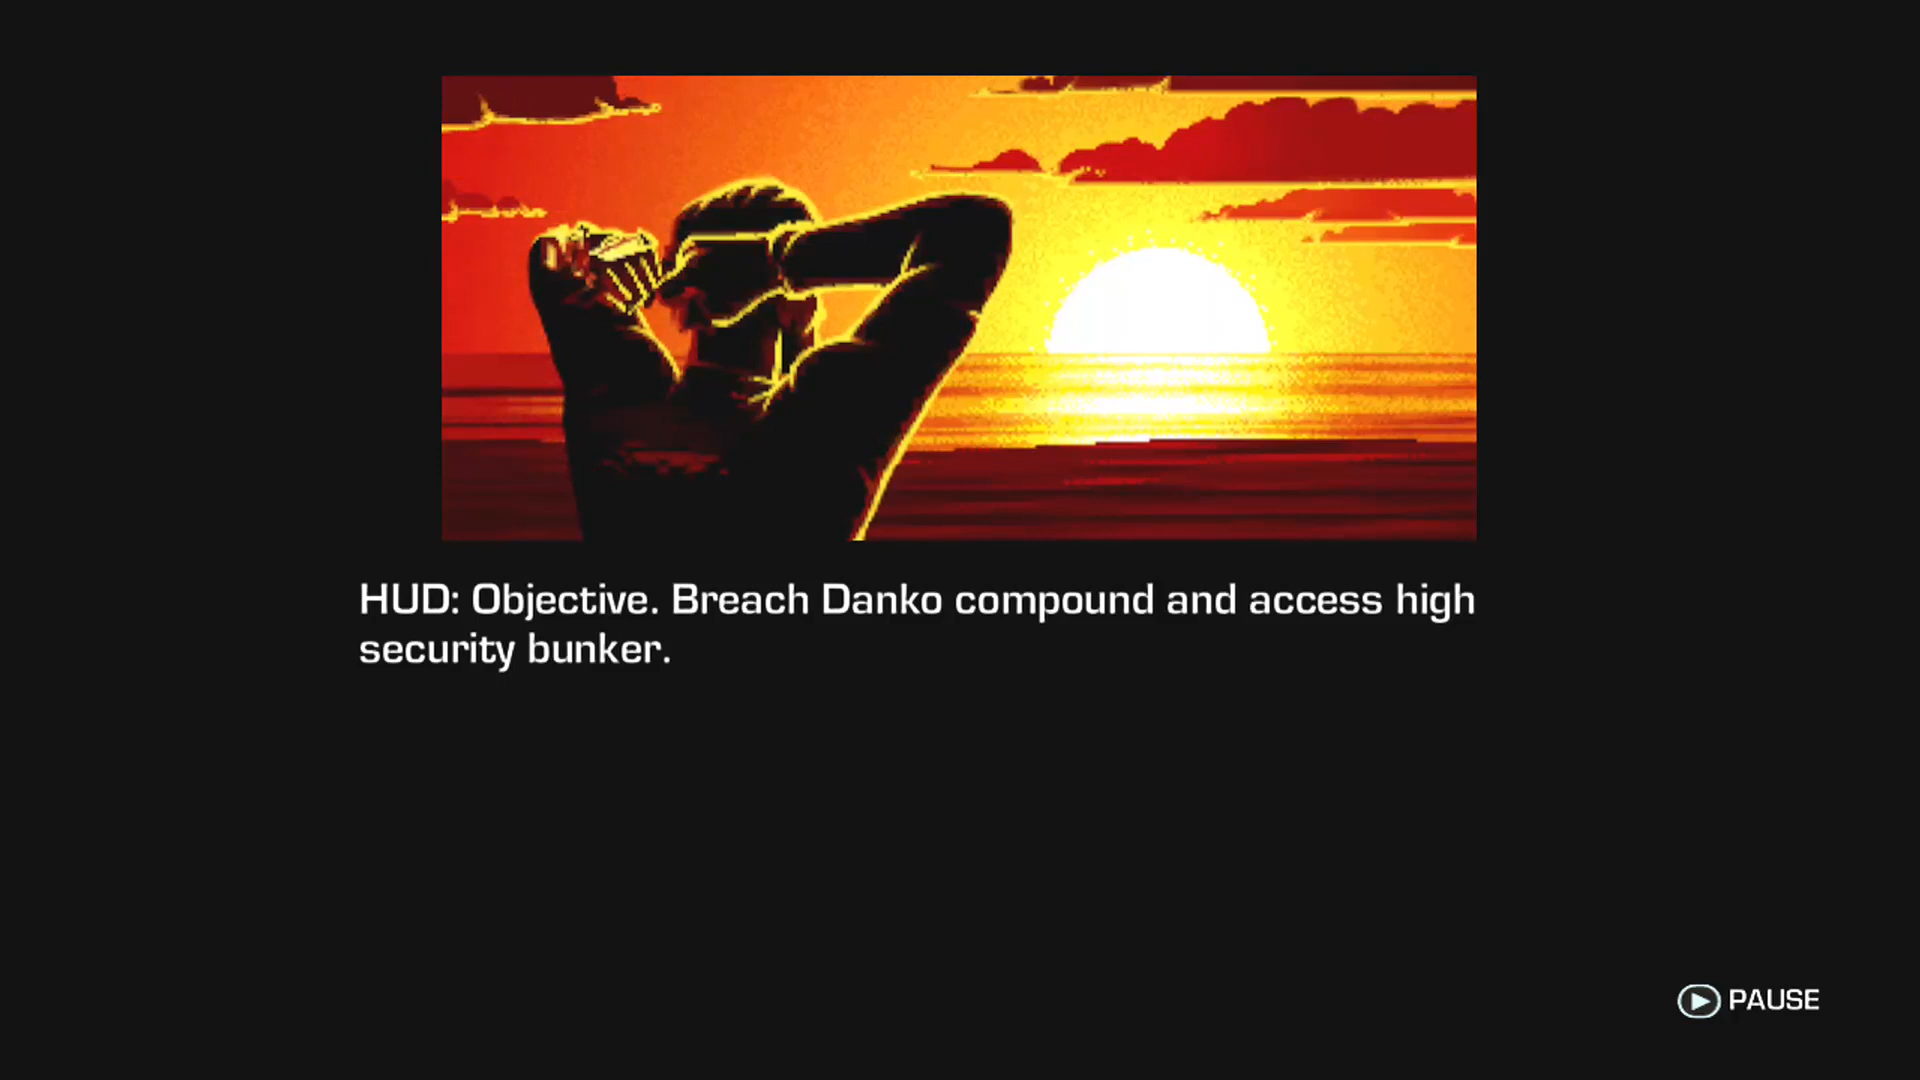 HUD: Objective. Breach Danko compound and access high
security bunker.
PAUSE